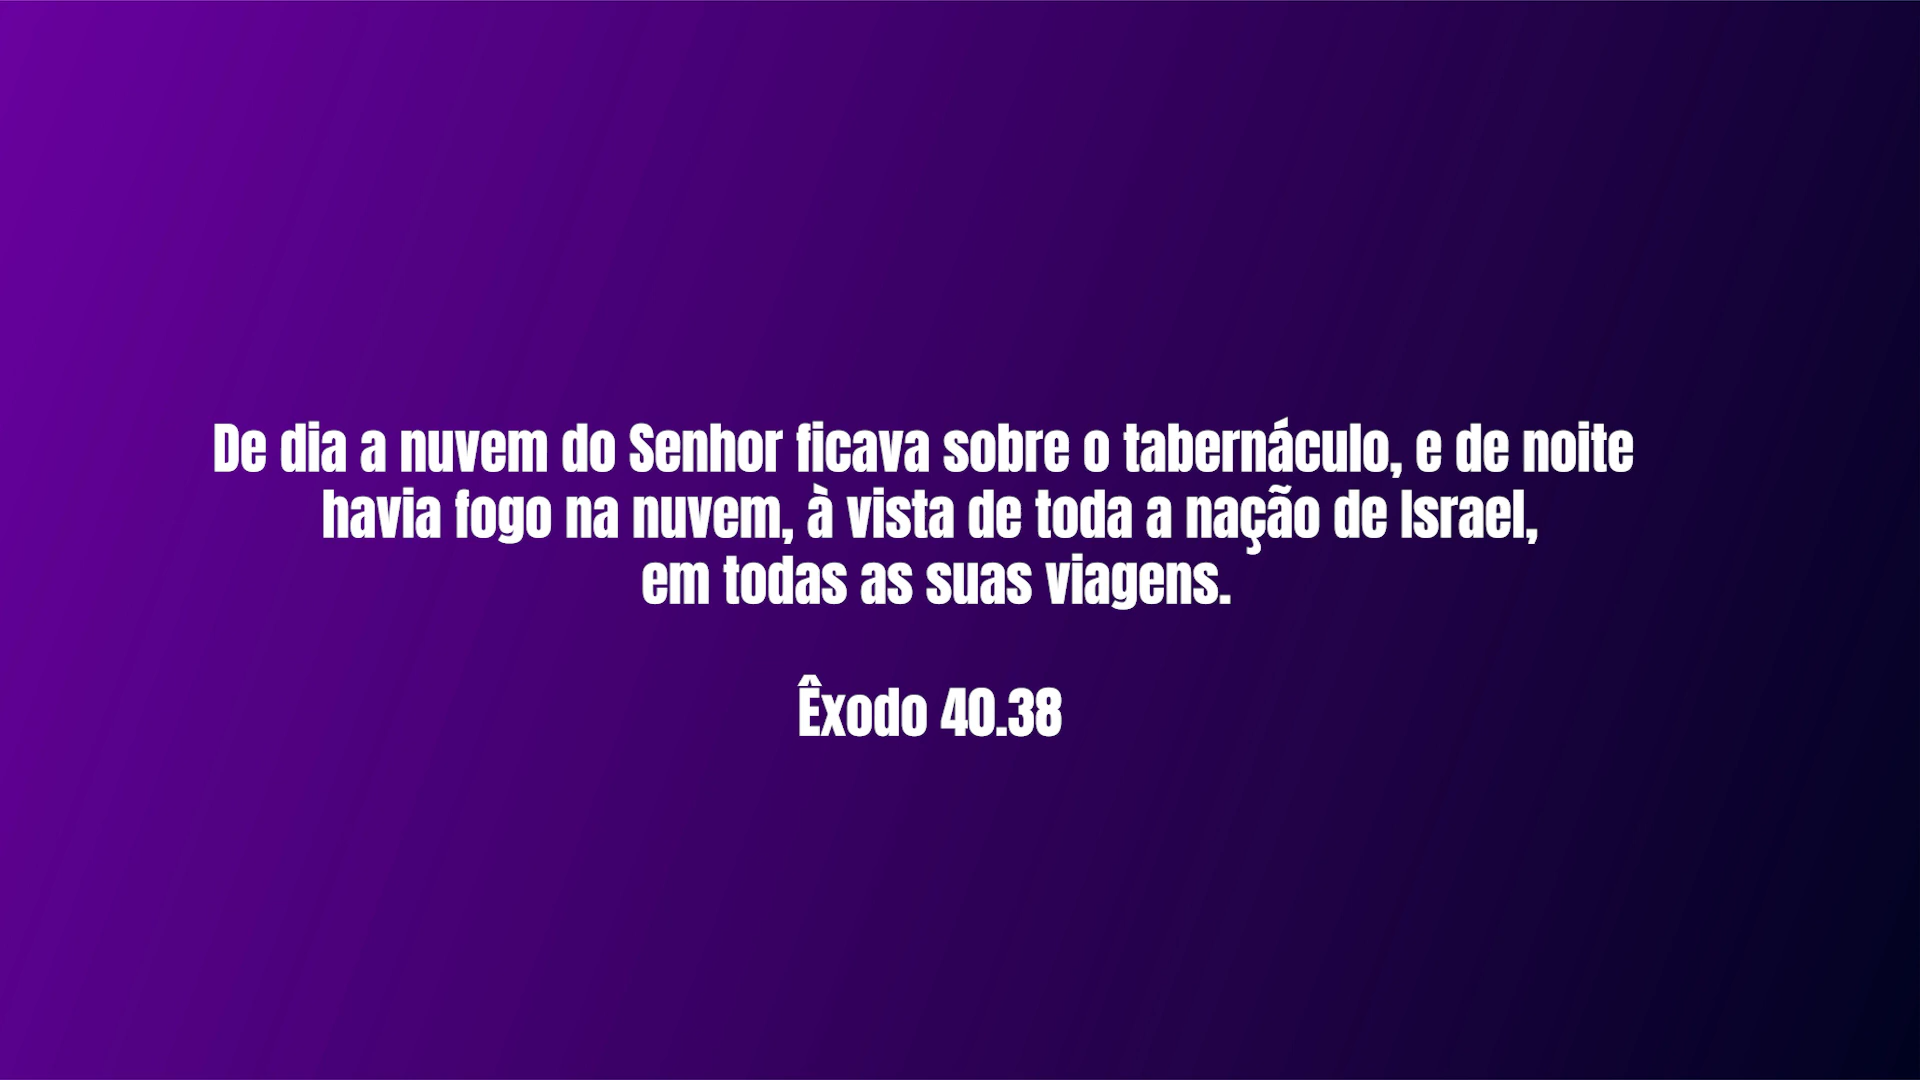 De dia a nuvem do Senhor ficava sobre o tabernáculo, e de noite
havia fogo na nuvem, à vista de toda a nação de Israel,
em todas as suas viagens.
Êxodo 40.38